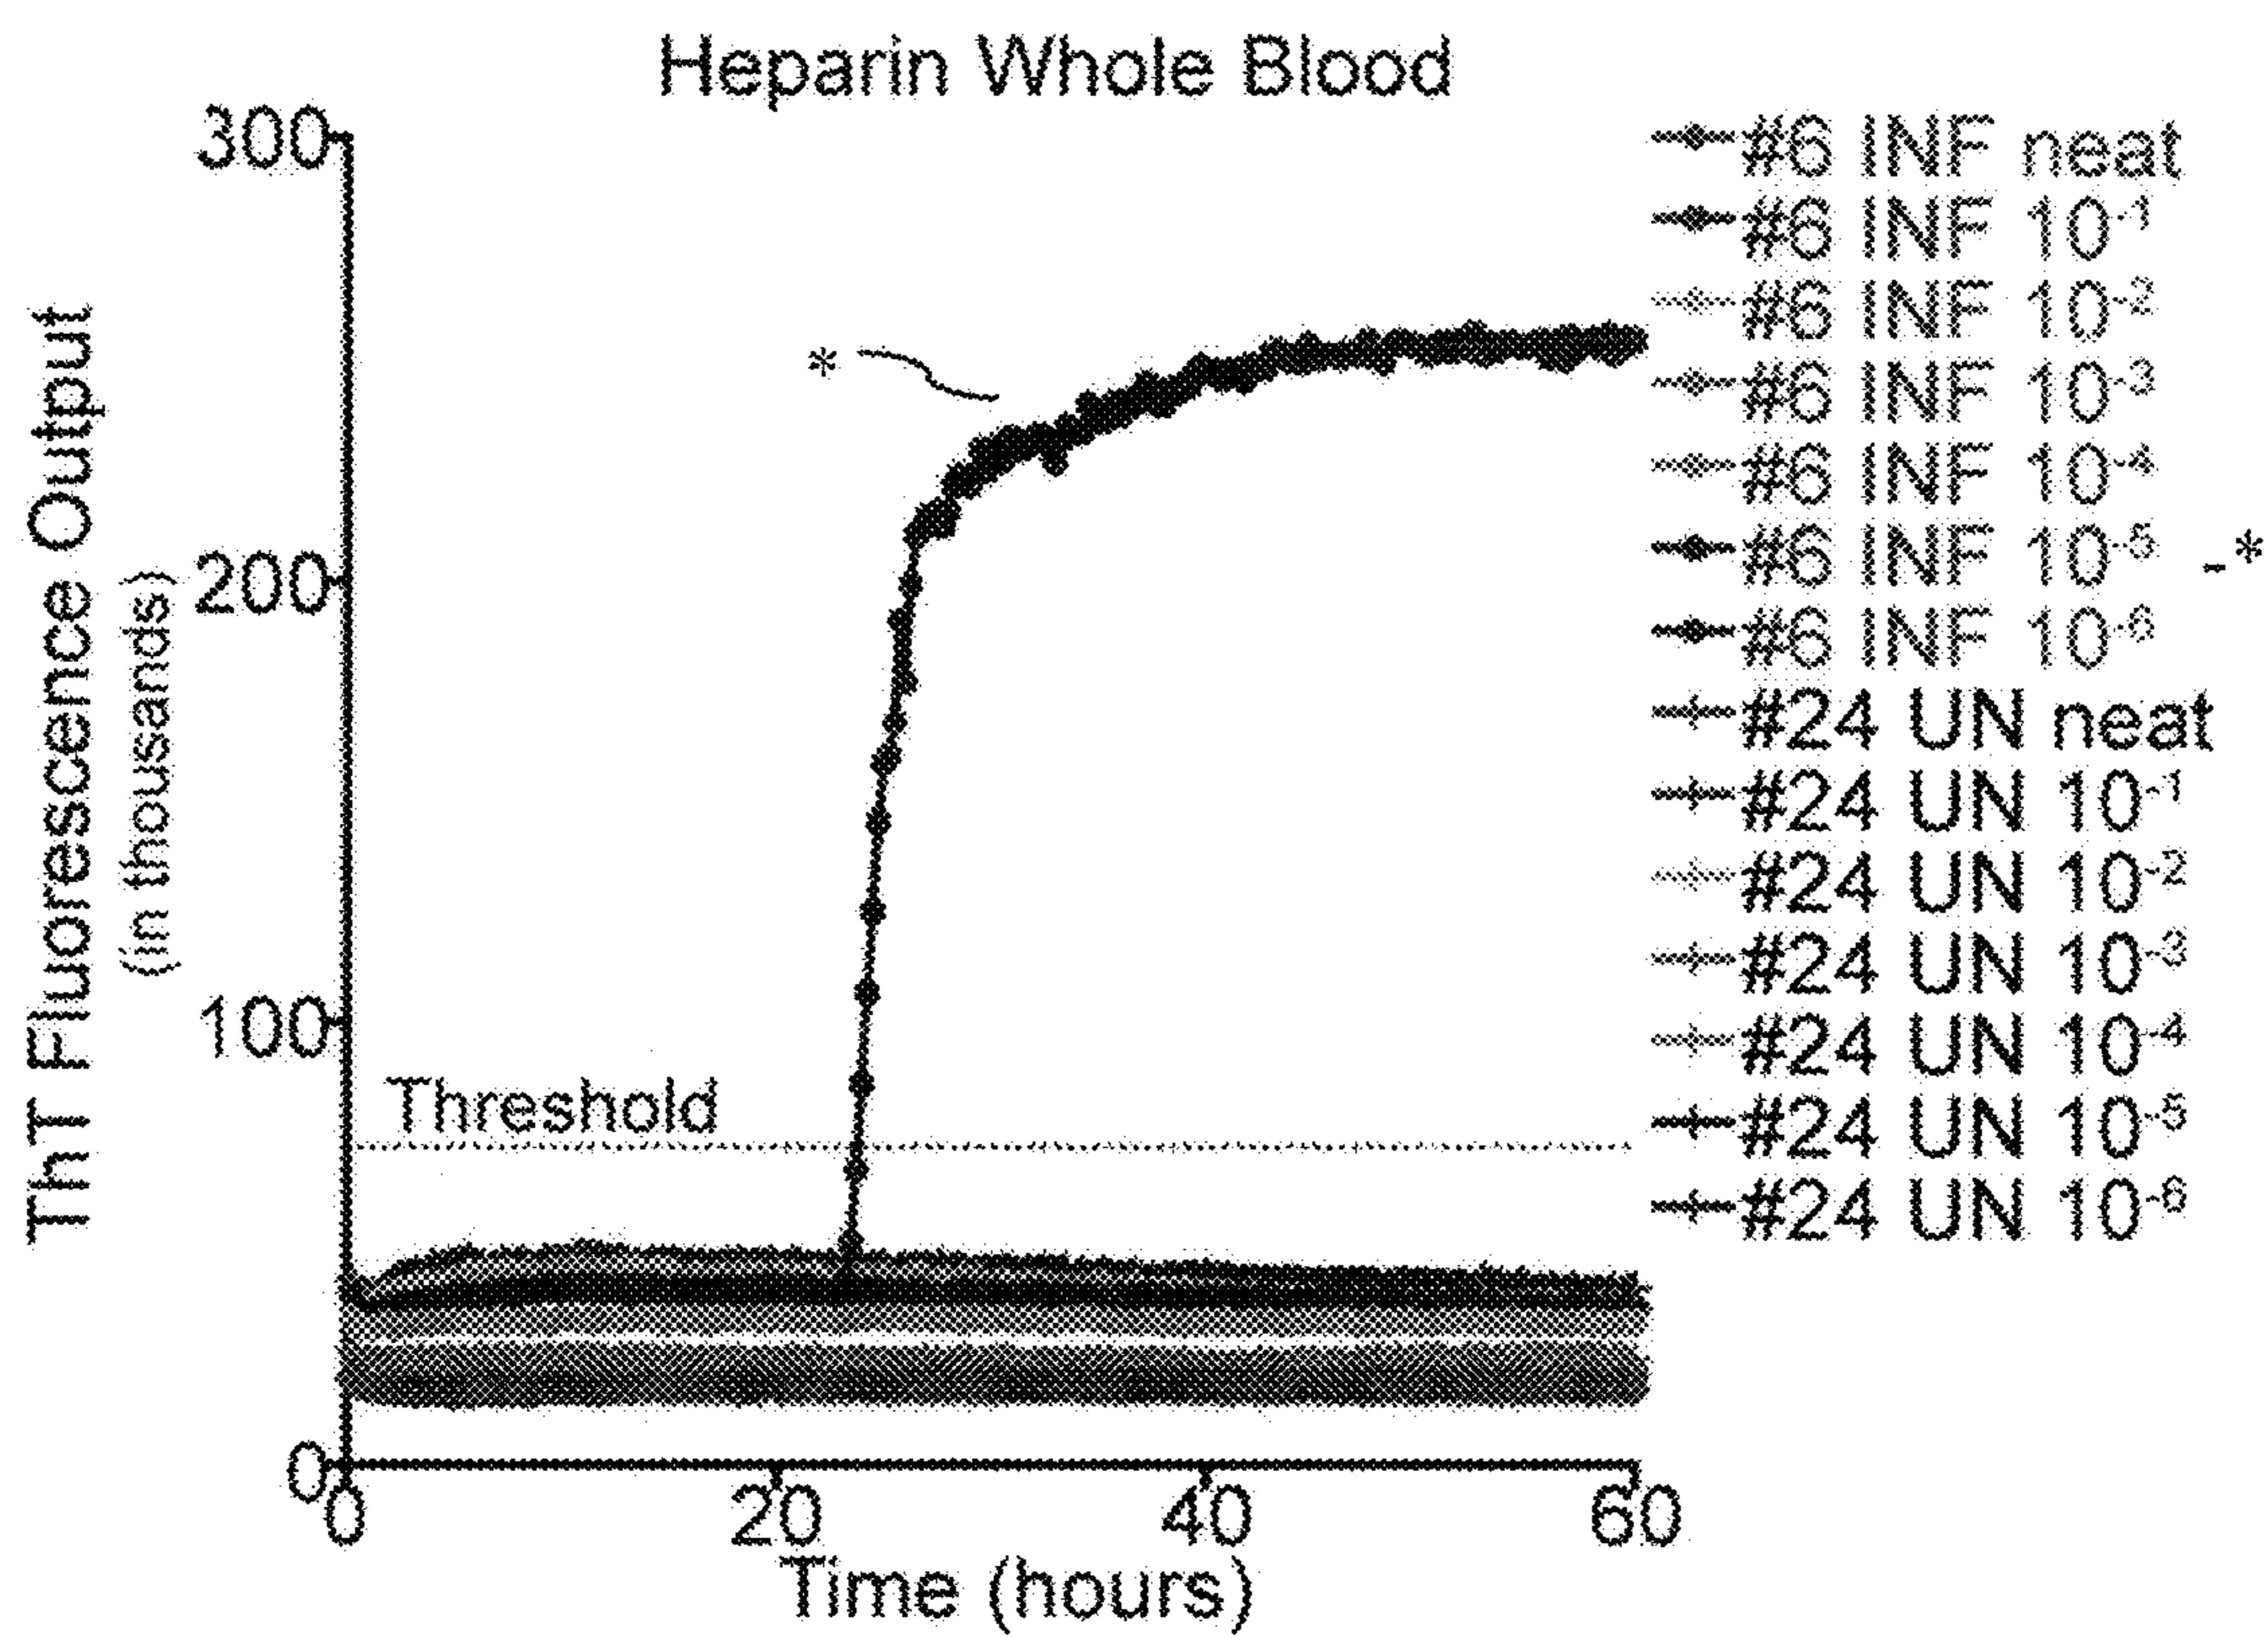 Heparin Whole Blood
ThT Fluorescence Output
(in thousands)
300
200
100
0
Threshold
*
0
20
40
60
Time (hours)
#6 INF neat
#6 INF 10-1
#6 INF 10-2
#6 INF 10-3
#6 INF 10-4
#6 INF 10-5 -*
#6 INF 10-6
#24 UN neat
#24 UN 10-1
#24 UN 10-2
#24 UN 10-3
#24 UN 10-4
#24 UN 10-5
#24 UN 10-6